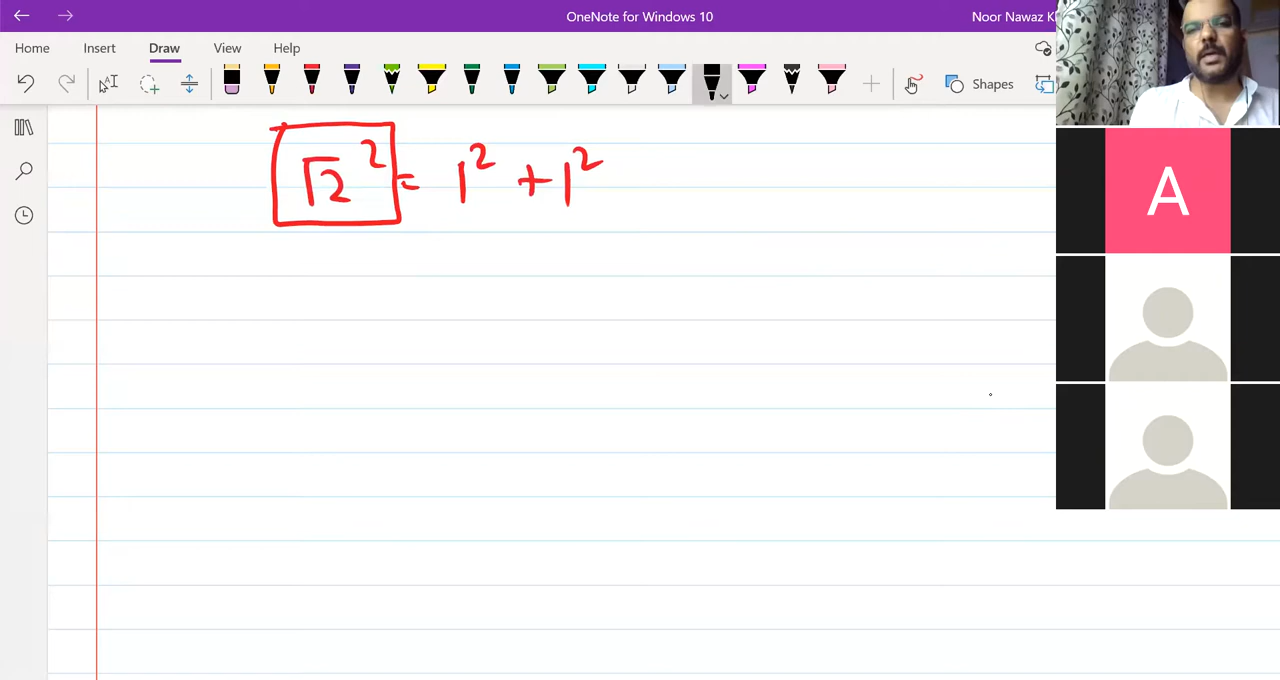 OneNote for Windows 10
Noor Nawaz K
Home Insert Draw View Help
Shapes
√2² = 1² + 1²
A